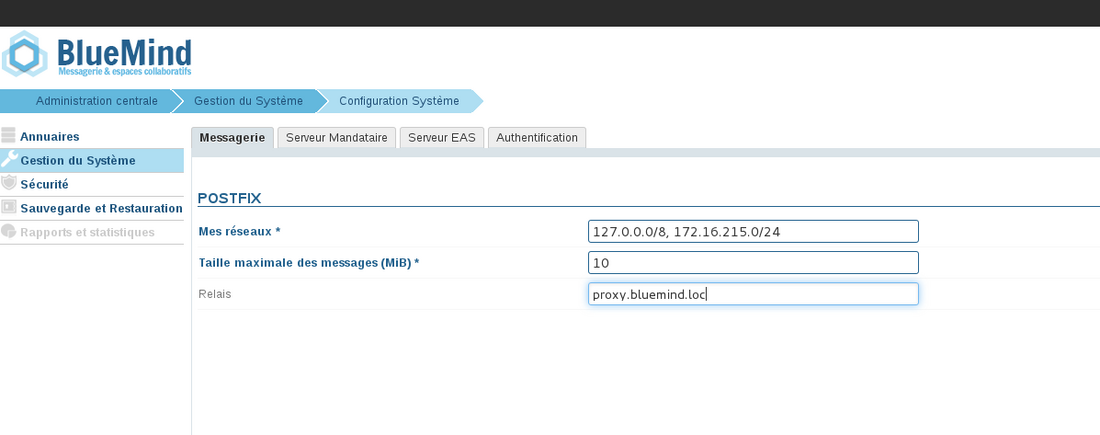 BlueMind
Messagerie & espaces collaboratifs
Administration centrale Gestion du Système Configuration Système
Annuaires
Gestion du Système
Sécurité
Sauvegarde et Restauration
Rapports et statistiques
Messagerie Serveur Mandataire Serveur EAS Authentification
POSTFIX
Mes réseaux * 127.0.0.0/8, 172.16.215.0/24
Taille maximale des messages (MiB) * 10
Relais proxy.bluemind.loc